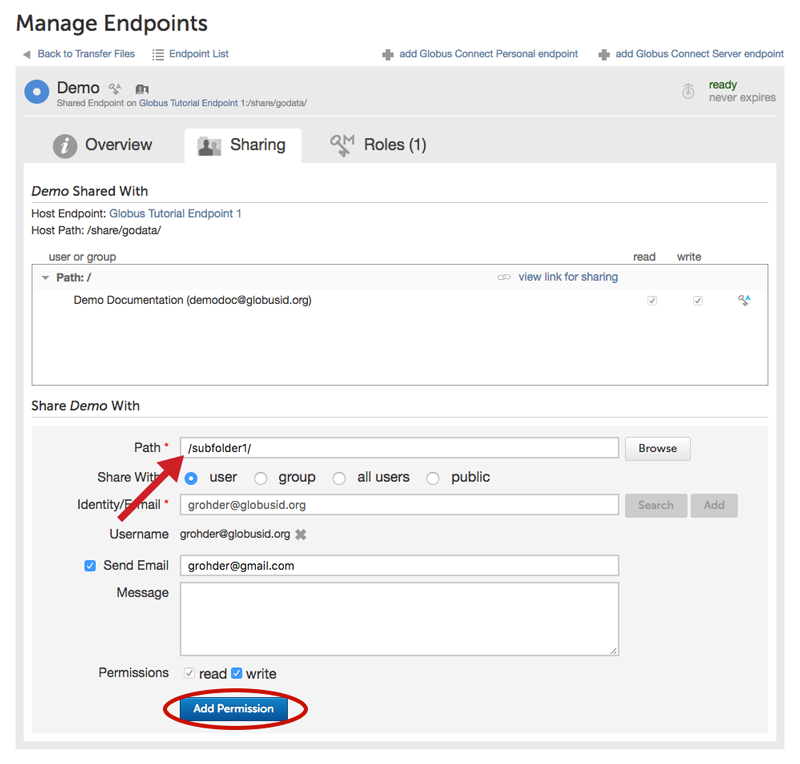 Manage Endpoints
Back to Transfer Files Endpoint List add Globus Connect Personal endpoint add Globus Connect Server endpoint
Demo ready
Shared Endpoint on Globus Tutorial Endpoint 1:/share/godata/ never expires
Overview Sharing Roles (1)
Demo Shared With
Host Endpoint: Globus Tutorial Endpoint 1
Host Path: /share/godata/
user or group read write
Path: / view link for sharing
Demo Documentation (demodoc@globusid.org)
Share Demo With
Path * /subfolder1/ Browse
Share With user group all users public
Identity/E-mail * grohder@globusid.org Search Add
Username grohder@globusid.org
Send Email grohder@gmail.com
Message
Permissions read write
Add Permission